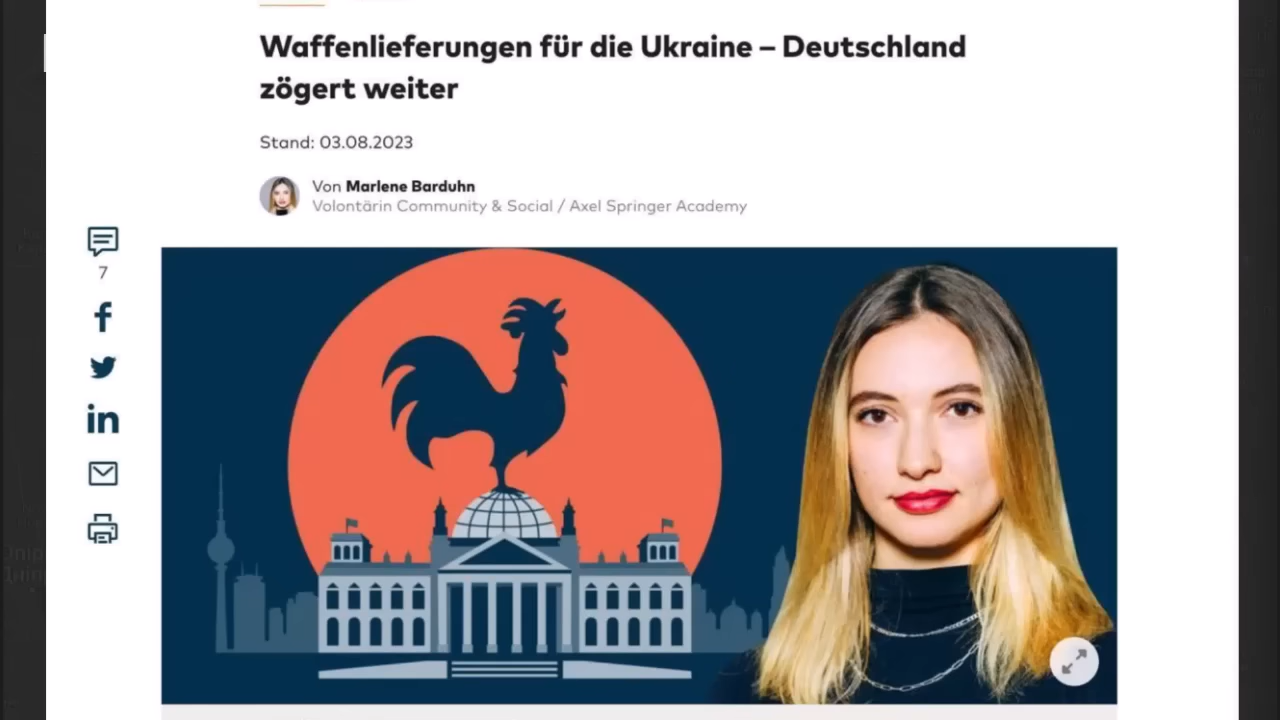 Waffenlieferungen für die Ukraine – Deutschland
zögert weiter
Stand: 03.08.2023
Von Marlene Barduhn
Volontärin Community & Social / Axel Springer Academy
7